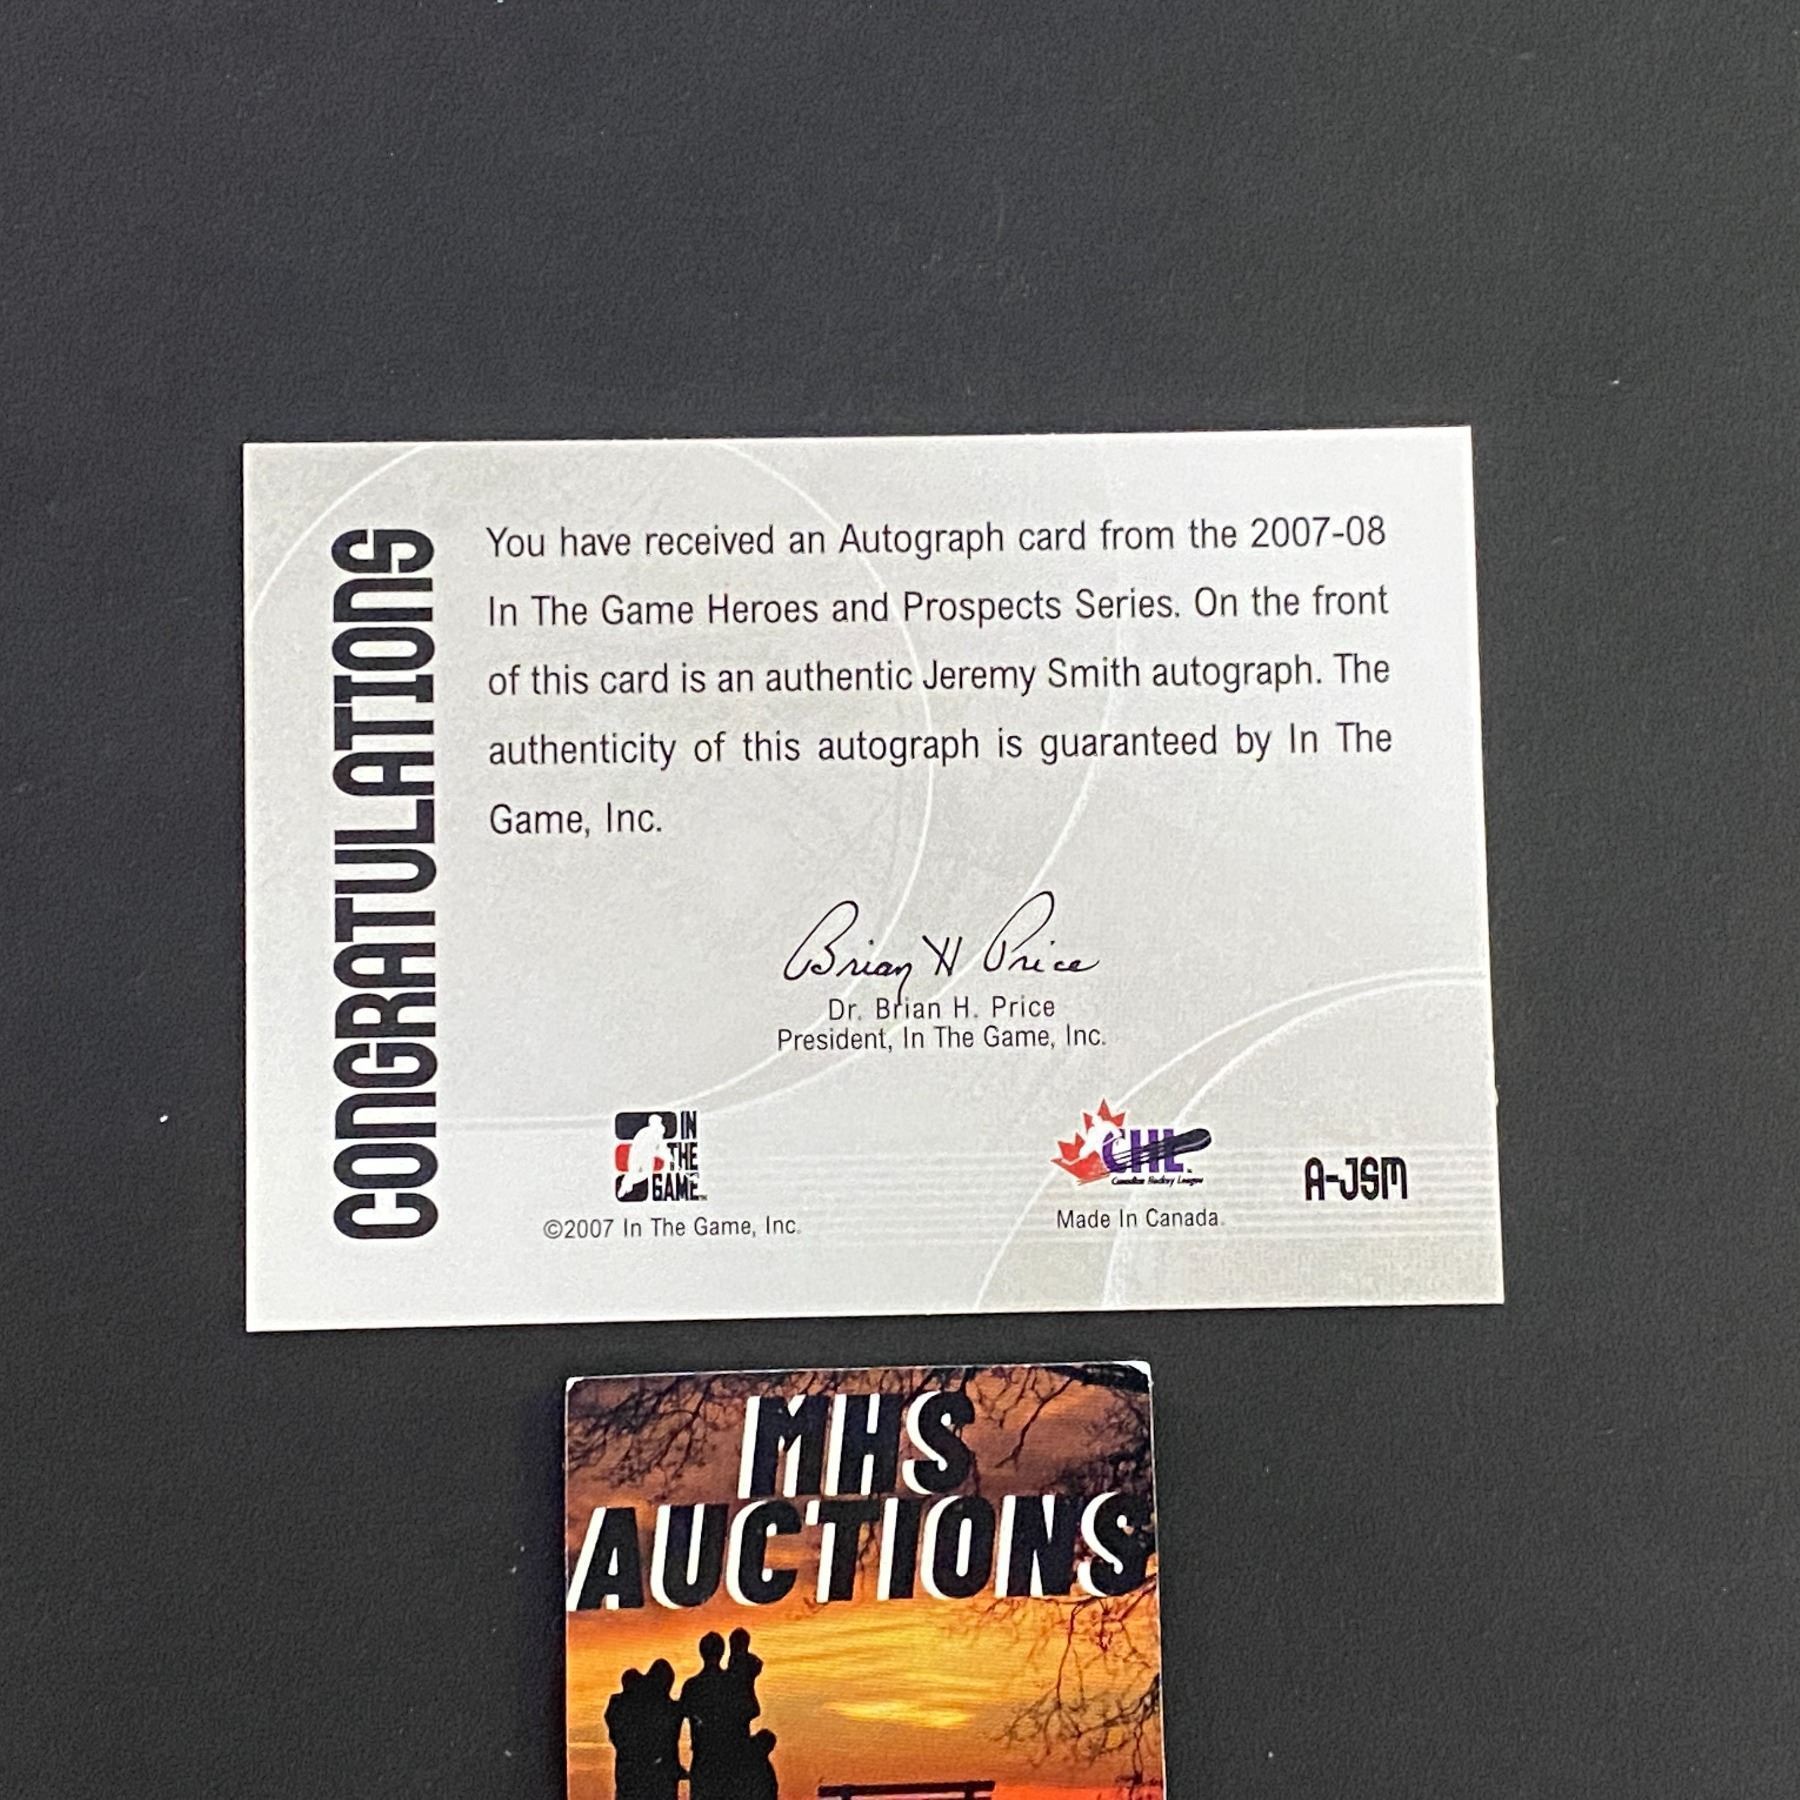 CONGRATULATIONS
You have received an Autograph card from the 2007-08
In The Game Heroes and Prospects Series. On the front
of this card is an authentic Jeremy Smith autograph. The
authenticity of this autograph is guaranteed by In The
Game, Inc.
Brian H Price
Dr. Brian H. Price
President, In The Game, Inc.
IN
THE
GAME
©2007 In The Game, Inc.
CHL
Canadian Hockey League
Made In Canada.
A-JSM
MHS
AUCTIONS